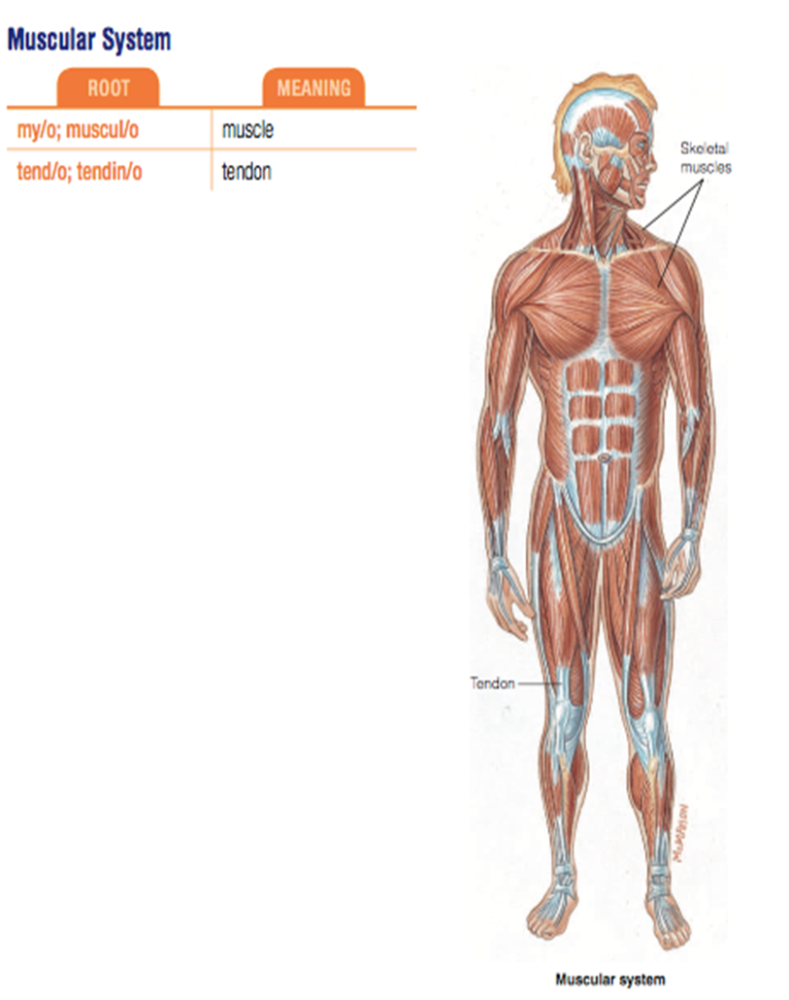 Muscular System
ROOT MEANING
my/o; muscul/o muscle
tend/o; tendin/o tendon
Skeletal
muscles
Tendon
Muscular system